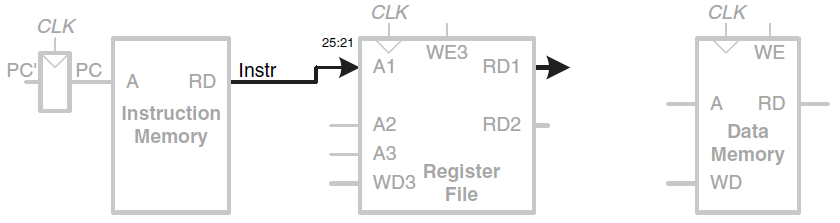 CLK
PC'
PC
A
RD
Instruction
Memory
Instr
25:21
CLK
WE3
A1
RD1
A2
RD2
A3
WD3
Register
File
CLK
WE
A
RD
Data
Memory
WD